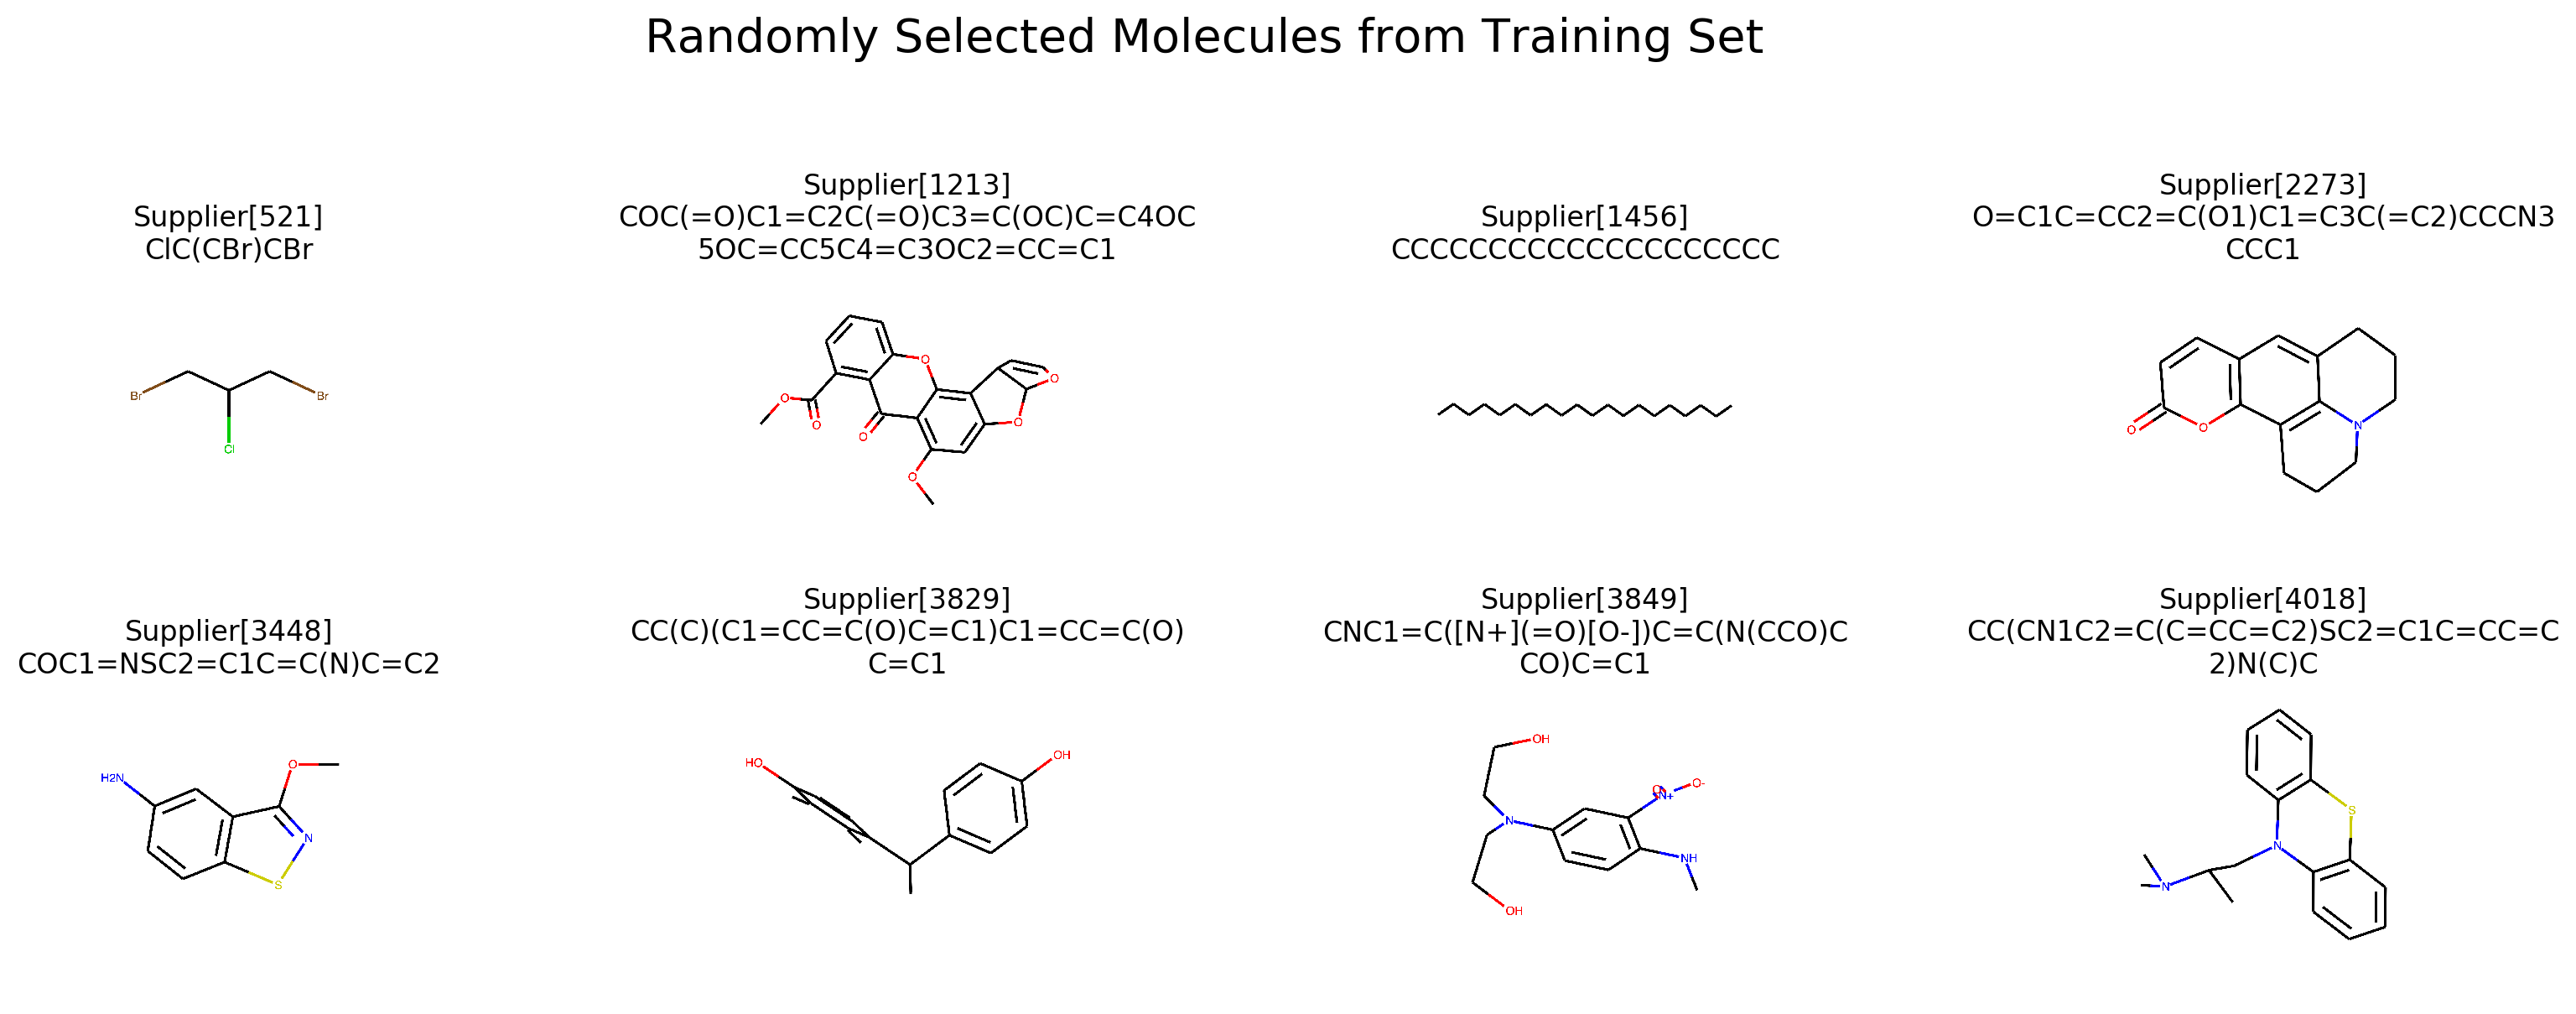 Randomly Selected Molecules from Training Set
Supplier[521]
ClC(CBr)CBr
Br
Br
Cl
Supplier[1213]
COC(=O)C1=C2C(=O)C3=C(OC)C=C4OC
5OC=CC5C4=C3OC2=CC=C1
O
O
O
O
O
O
O
Supplier[1456]
CCCCCCCCCCCCCCCCCCCC
Supplier[2273]
O=C1C=CC2=C(O1)C1=C3C(=C2)CCCN3
CCC1
N
O
O
Supplier[3448]
COC1=NSC2=C1C=C(N)C=C2
O
H2N
N
S
Supplier[3829]
CC(C)(C1=CC=C(O)C=C1)C1=CC=C(O)
C=C1
HO
OH
Supplier[3849]
CNC1=C([N+](=O)[O-])C=C(N(CCO)C
CO)C=C1
OH
O
N+
O-
N
NH
OH
Supplier[4018]
CC(CN1C2=C(C=CC=C2)SC2=C1C=CC=C
2)N(C)C
S
N
N